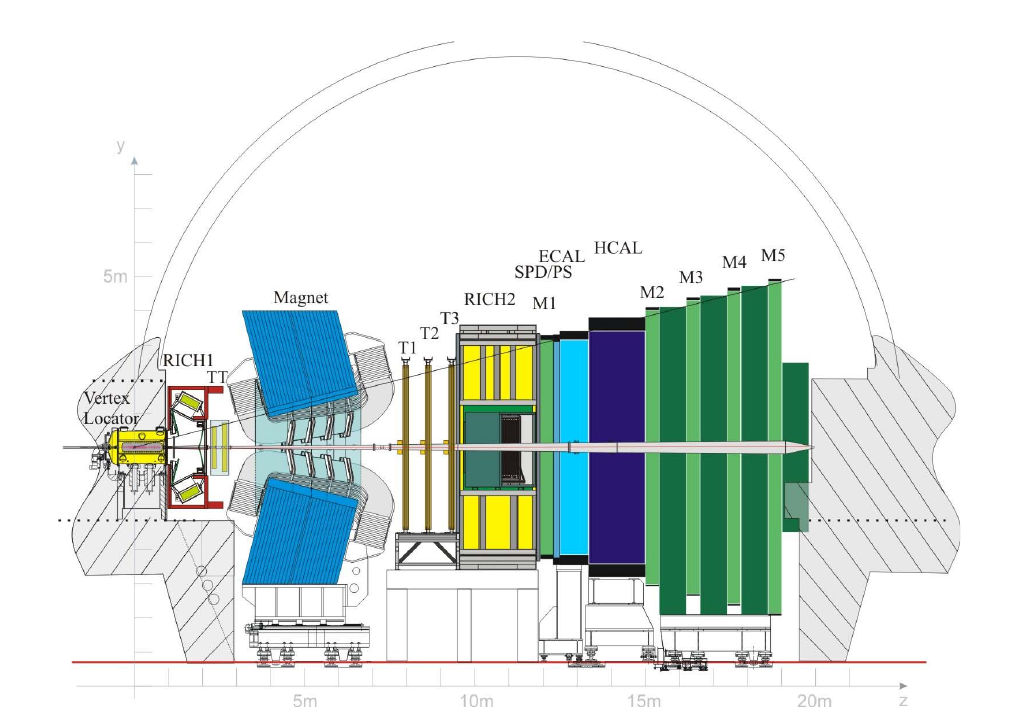 y
5m
HCAL
ECAL
SPD/PS
M5
M4
M3
M2
M1
RICH2
Magnet
T3
T2
T1
RICH1
TT
Vertex
Locator
5m
10m
15m
20m
z